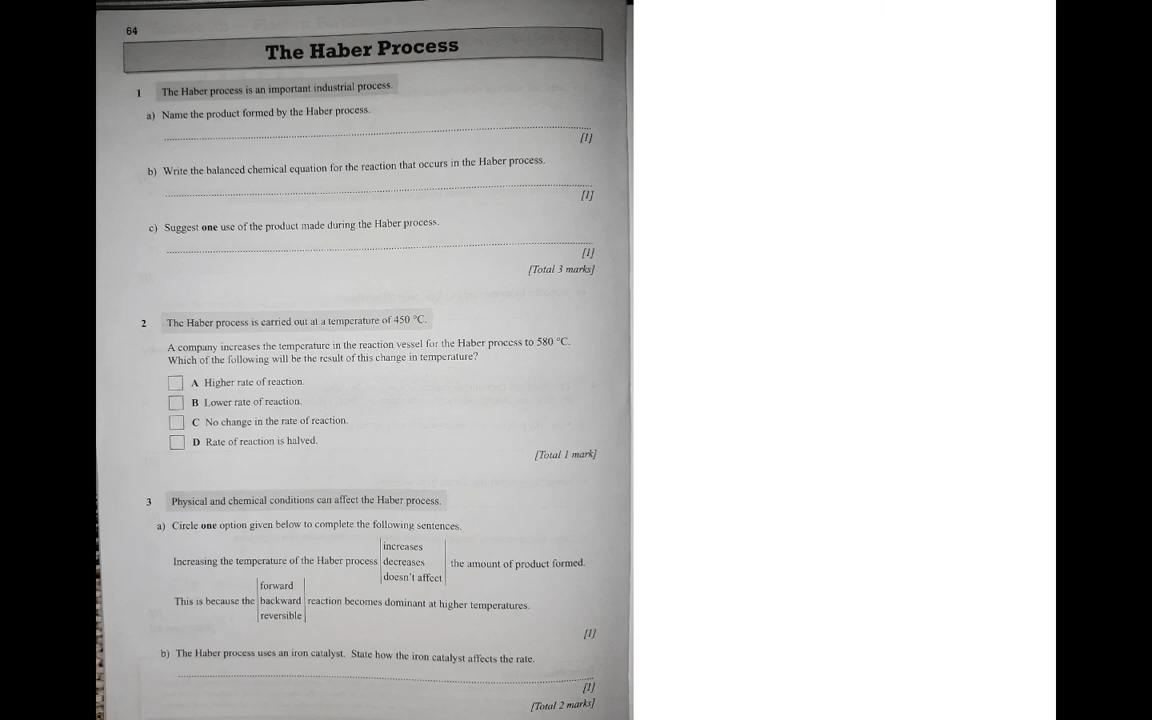 64
The Haber Process
1 The Haber process is an important industrial process.
a) Name the product formed by the Haber process.
[1]
b) Write the balanced chemical equation for the reaction that occurs in the Haber process.
[1]
c) Suggest one use of the product made during the Haber process.
[1]
[Total 3 marks]
2 The Haber process is carried out at a temperature of 450 °C.
A company increases the temperature in the reaction vessel for the Haber process to 580 °C.
Which of the following will be the result of this change in temperature?
A Higher rate of reaction.
B Lower rate of reaction.
C No change in the rate of reaction.
D Rate of reaction is halved.
[Total 1 mark]
3 Physical and chemical conditions can affect the Haber process.
a) Circle one option given below to complete the following sentences.
increases
Increasing the temperature of the Haber process decreases the amount of product formed.
doesn't affect
forward
This is because the backward reaction becomes dominant at higher temperatures.
reversible
[1]
b) The Haber process uses an iron catalyst. State how the iron catalyst affects the rate.
[1]
[Total 2 marks]